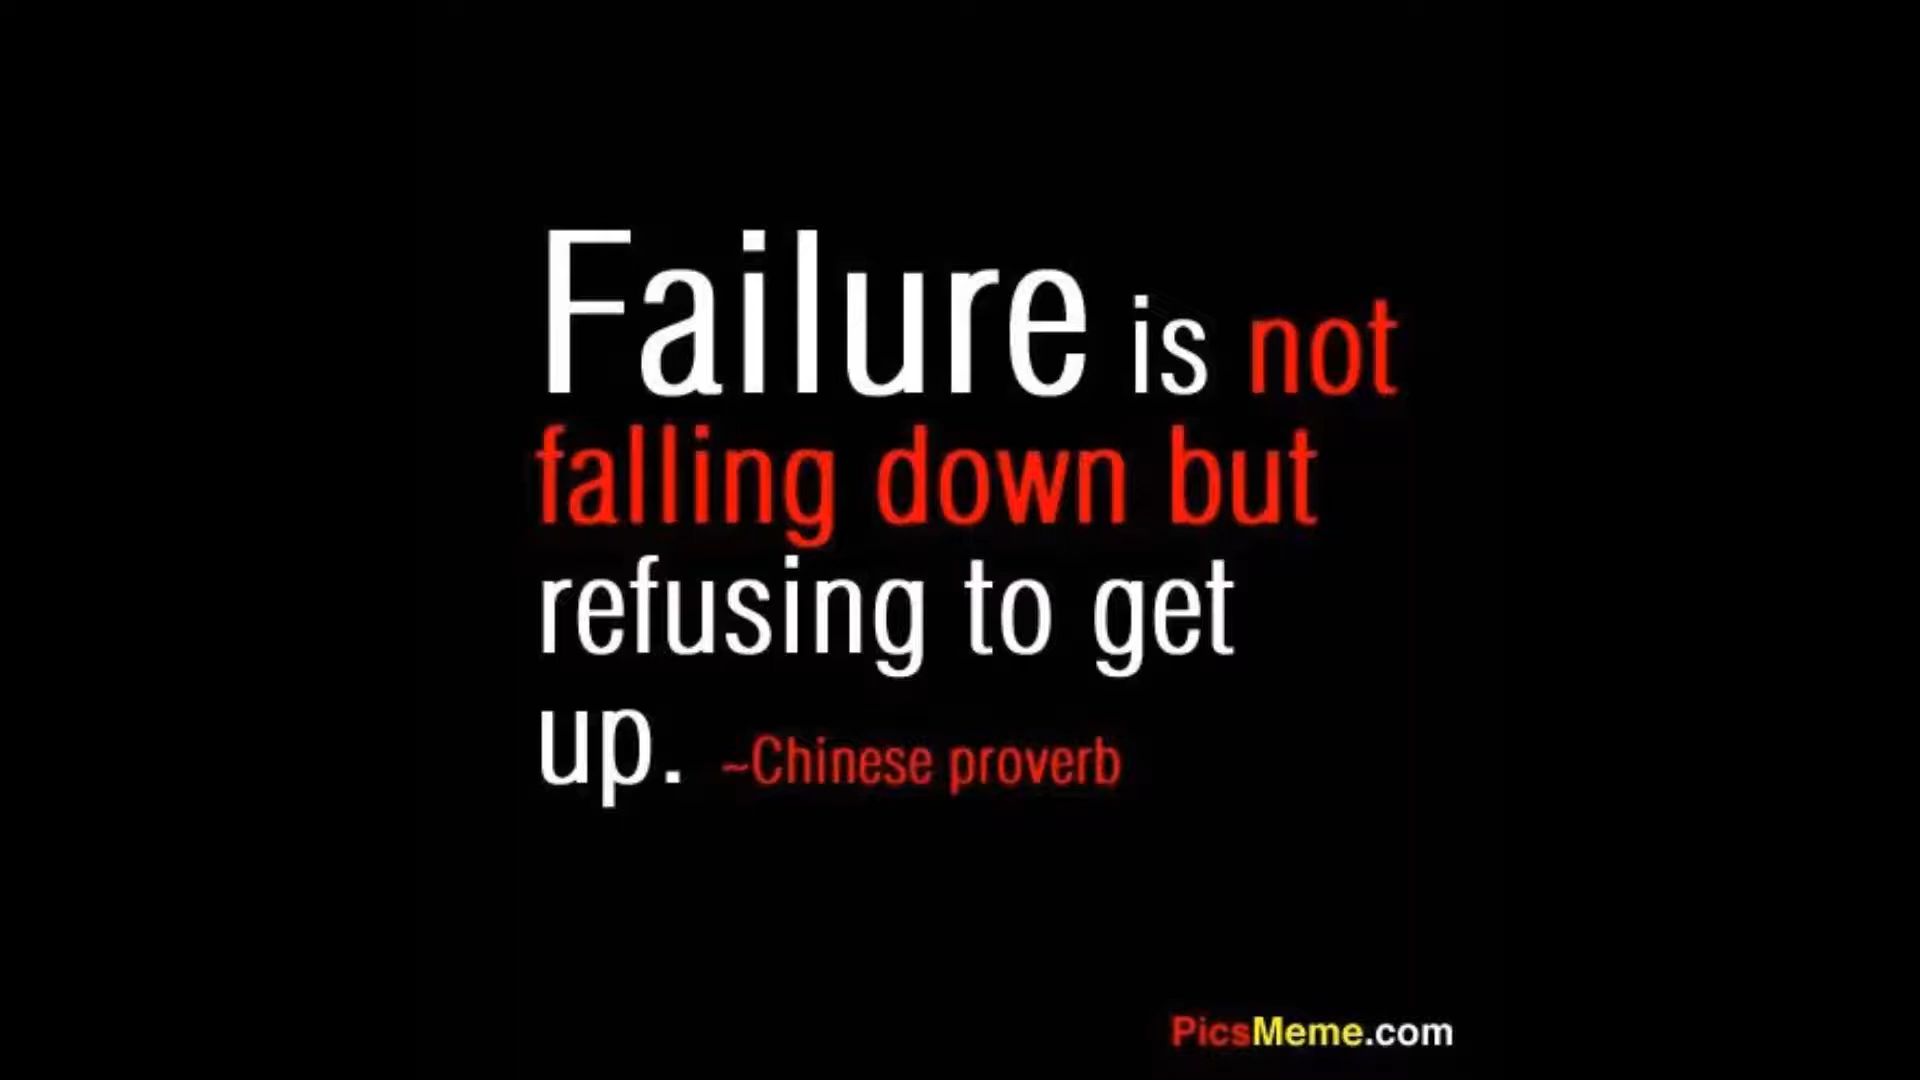 Failure is not
falling down but
refusing to get
up. ~Chinese proverb
PicsMeme.com